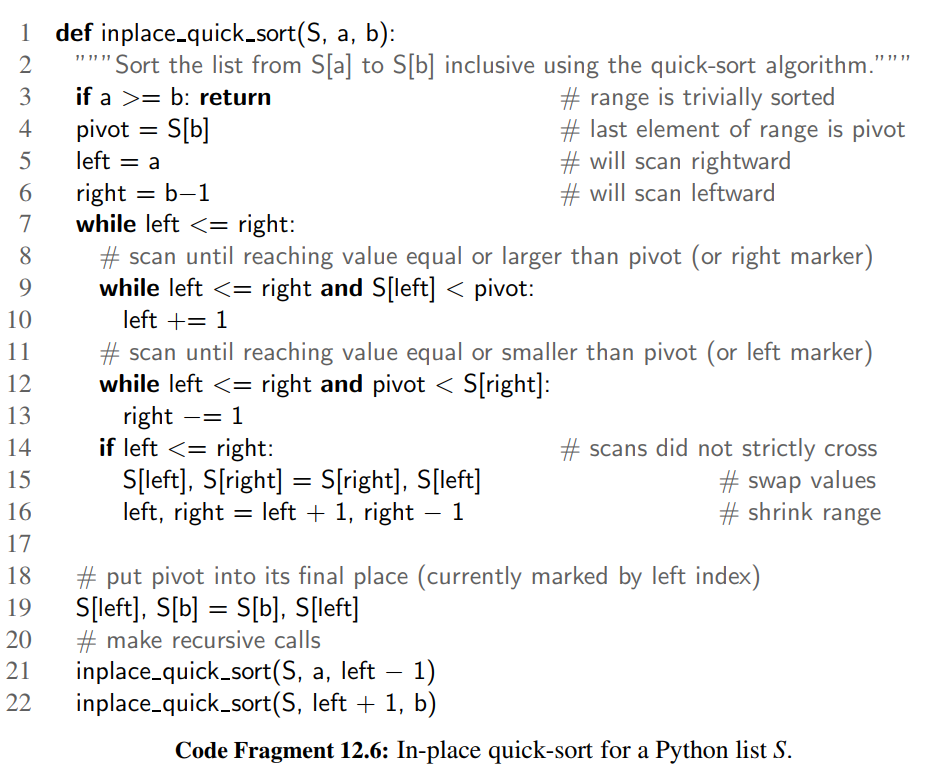 1 def inplace_quick_sort(S, a, b):
2 """Sort the list from S[a] to S[b] inclusive using the quick-sort algorithm."""
3 if a >= b: return # range is trivially sorted
4 pivot = S[b] # last element of range is pivot
5 left = a # will scan rightward
6 right = b−1 # will scan leftward
7 while left <= right:
8 # scan until reaching value equal or larger than pivot (or right marker)
9 while left <= right and S[left] < pivot:
10 left += 1
11 # scan until reaching value equal or smaller than pivot (or left marker)
12 while left <= right and pivot < S[right]:
13 right −= 1
14 if left <= right: # scans did not strictly cross
15 S[left], S[right] = S[right], S[left] # swap values
16 left, right = left + 1, right − 1 # shrink range
17
18 # put pivot into its final place (currently marked by left index)
19 S[left], S[b] = S[b], S[left]
20 # make recursive calls
21 inplace_quick_sort(S, a, left − 1)
22 inplace_quick_sort(S, left + 1, b)
Code Fragment 12.6: In-place quick-sort for a Python list S.